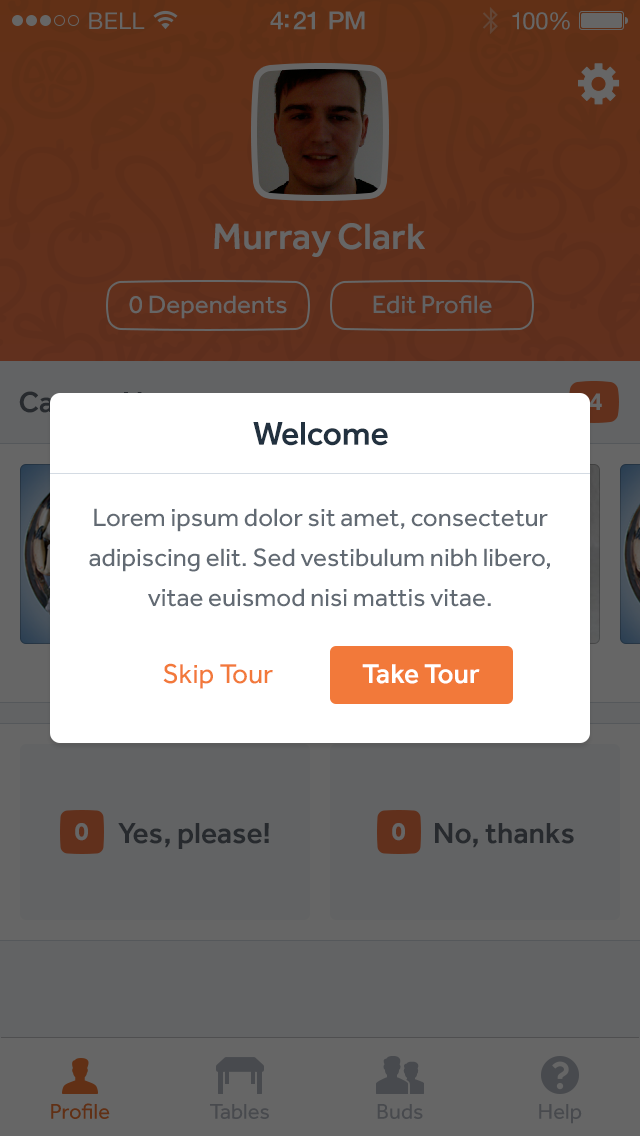 BELL 4:21 PM 100%
Murray Clark
0 Dependents Edit Profile
4
Welcome
Lorem ipsum dolor sit amet, consectetur
adipiscing elit. Sed vestibulum nibh libero,
vitae euismod nisi mattis vitae.
Skip Tour Take Tour
0 Yes, please! 0 No, thanks
Profile Tables Buds Help